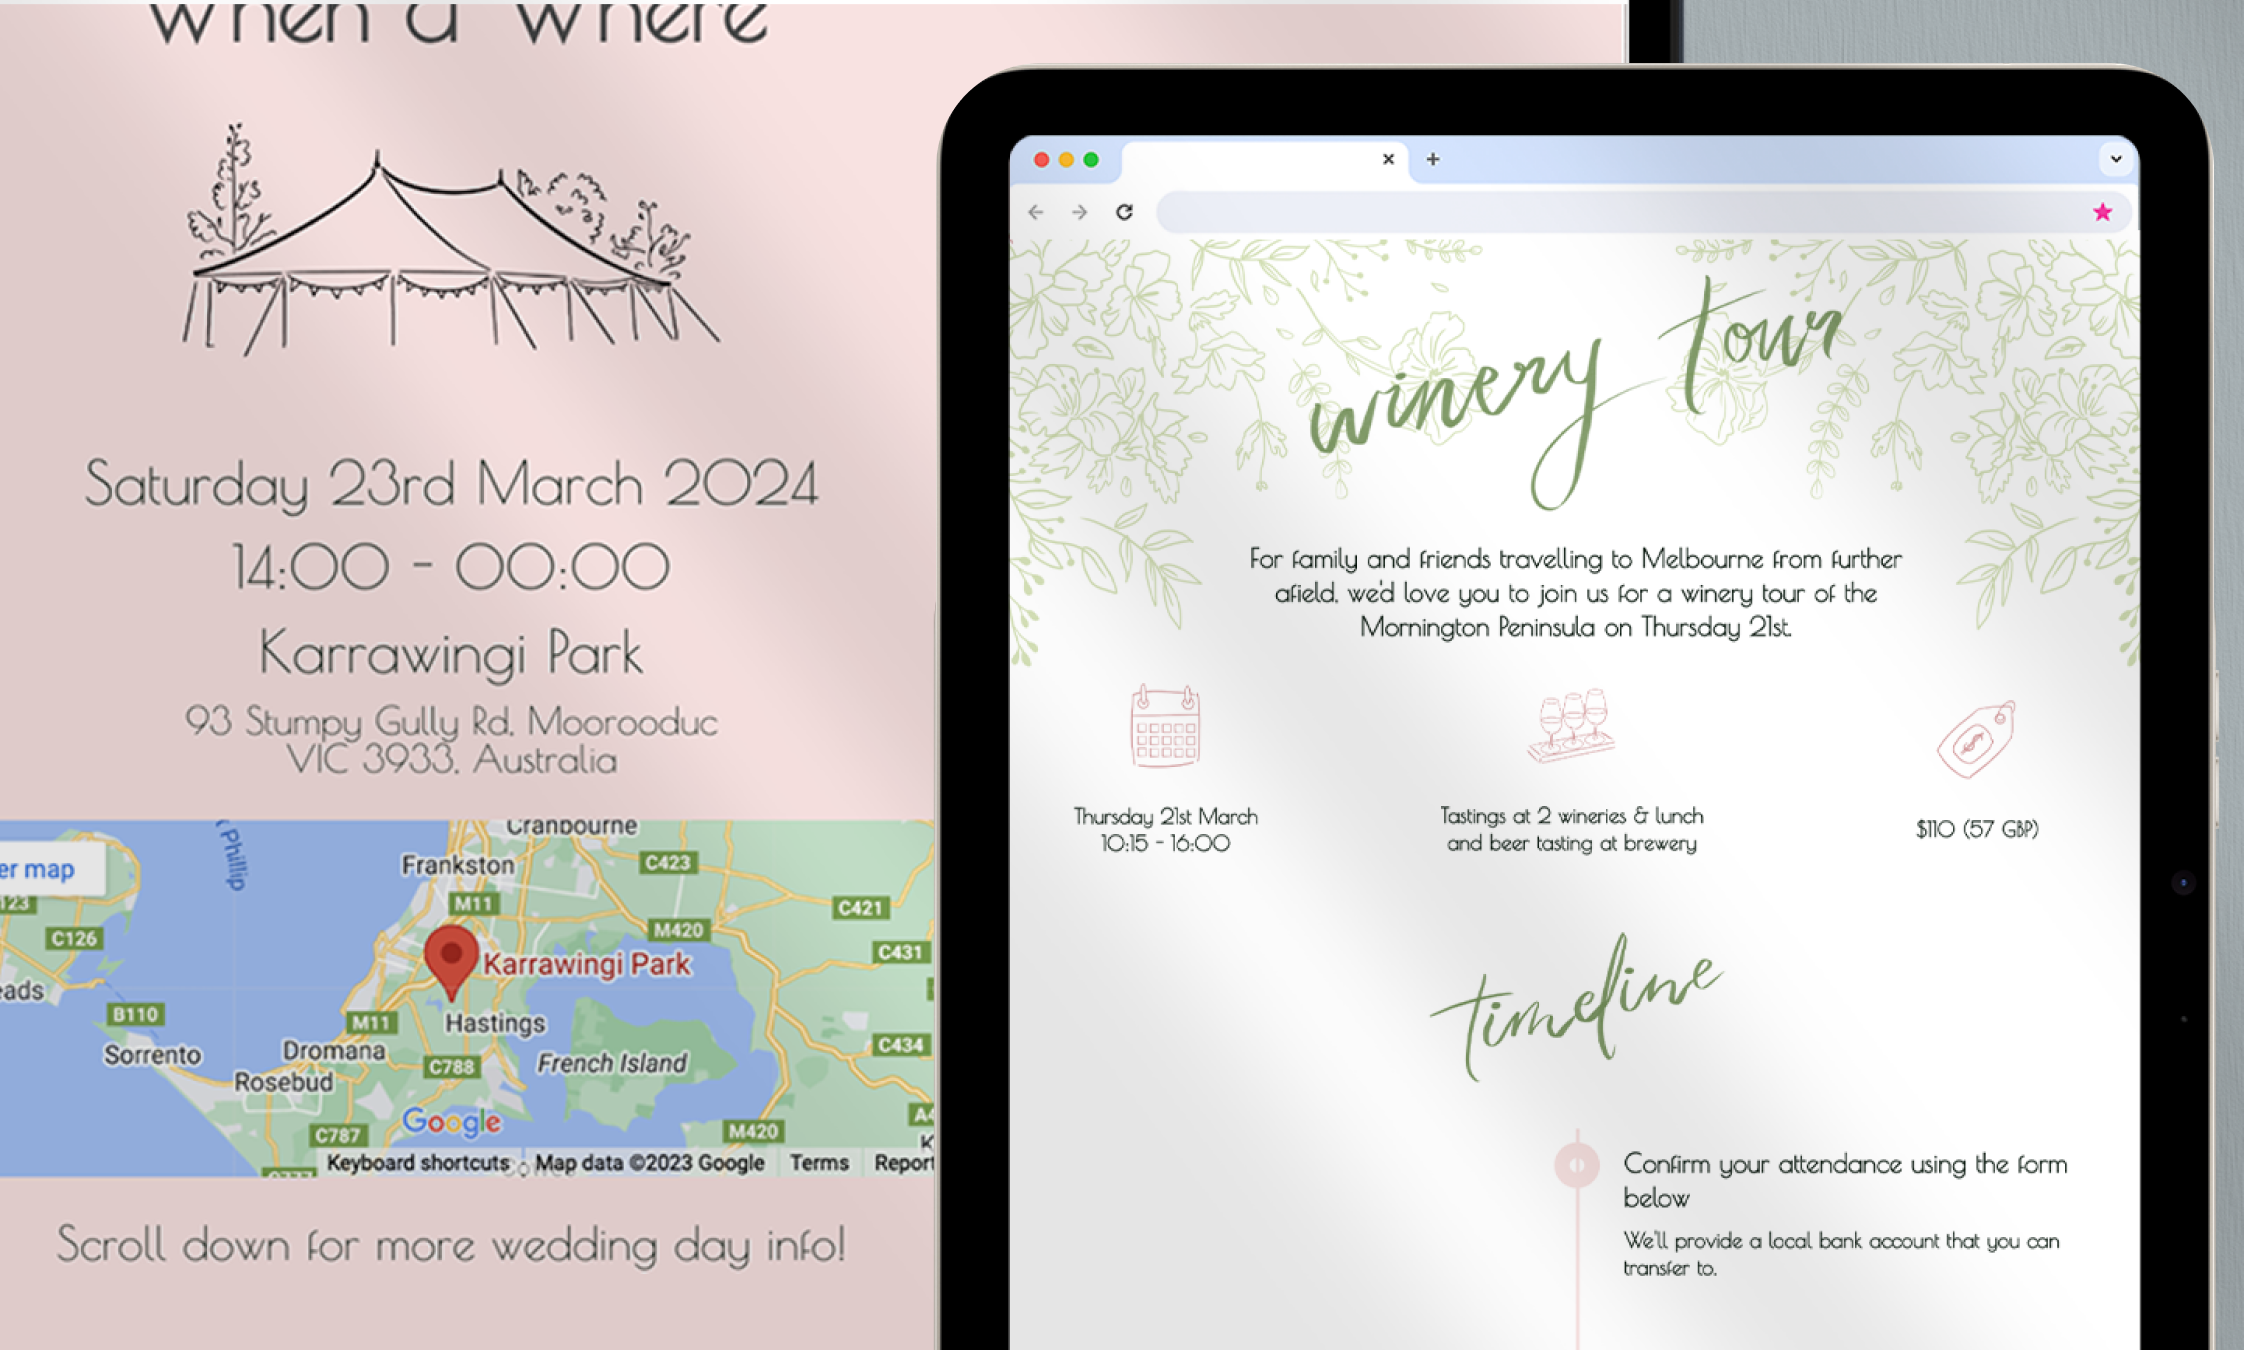 when & where
Saturday 23rd March 2024
14:00 - 00:00
Karrawingi Park
93 Stumpy Gully Rd, Moorooduc
VIC 3933, Australia
Phillip
Cranbourne
er map
Frankston
C423
123
M11
C421
C126
M420
C431
Karrawingi Park
eads
B110
M11
Hastings
Sorrento
Dromana
C434
C788
French Island
Rosebud
Google
C787
M420
Keyboard shortcuts
Map data ©2023 Google
Terms
Report
Scroll down for more wedding day info!
winery tour
For family and friends travelling to Melbourne from further
afield, we'd love you to join us for a winery tour of the
Mornington Peninsula on Thursday 21st.
Thursday 21st March
10:15 - 16:00
Tastings at 2 wineries & lunch
and beer tasting at brewery
$110 (57 GBP)
timeline
Confirm your attendance using the form
below
We'll provide a local bank account that you can
transfer to.